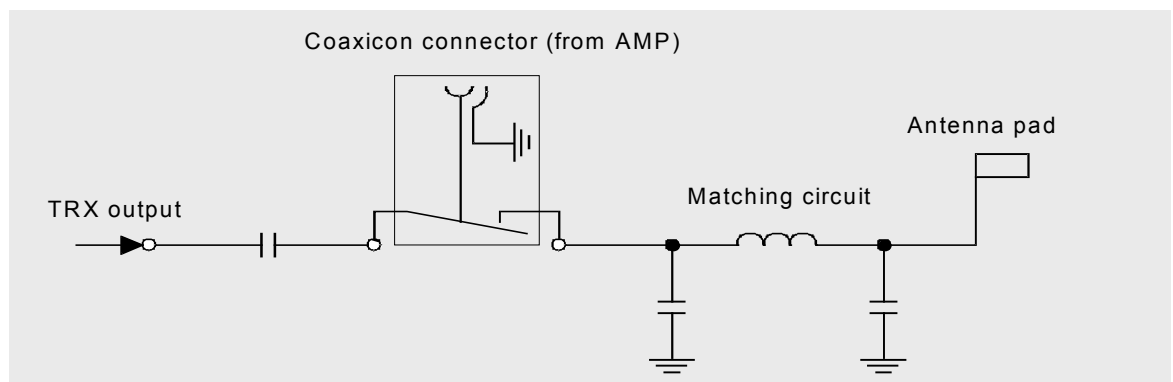 Coaxicon connector (from AMP)
Antenna pad
Matching circuit
TRX output